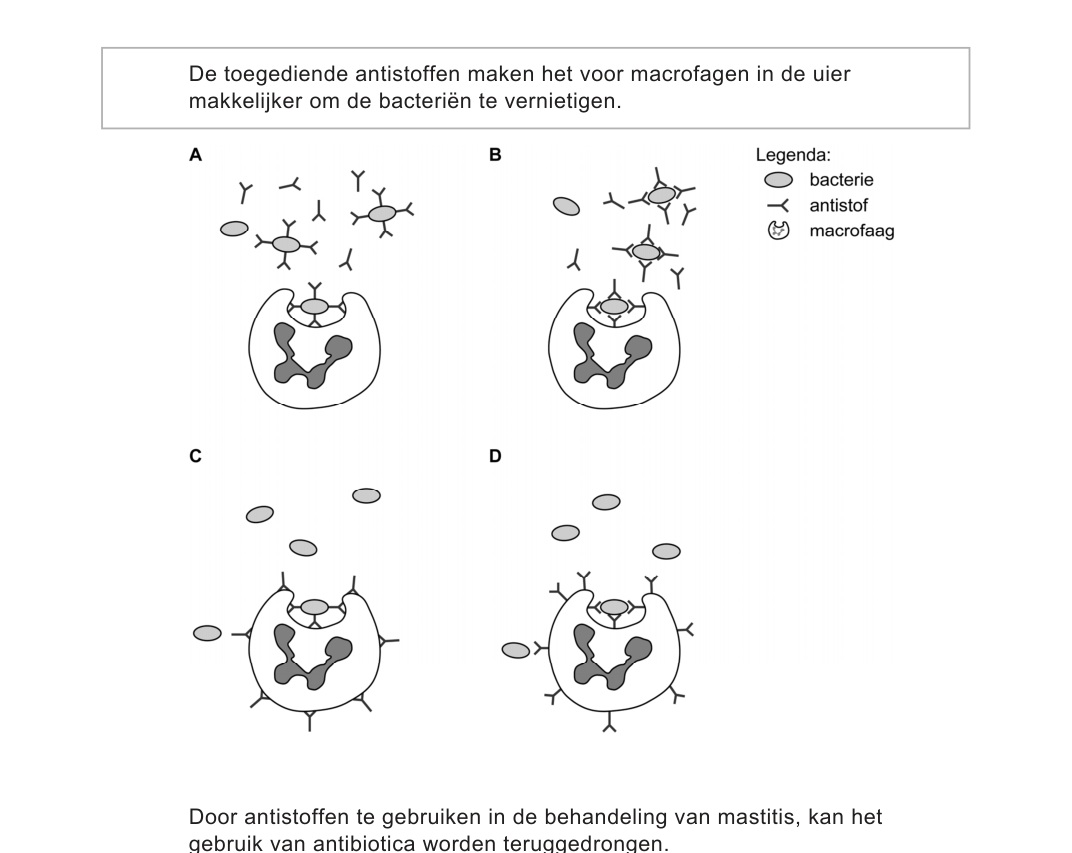 De toegediende antistoffen maken het voor macrofagen in de uier
makkelijker om de bacteriën te vernietigen.
A
B
Legenda:
bacterie
antistof
macrofaag
C
D
Door antistoffen te gebruiken in de behandeling van mastitis, kan het
gebruik van antibiotica worden teruggedrongen.